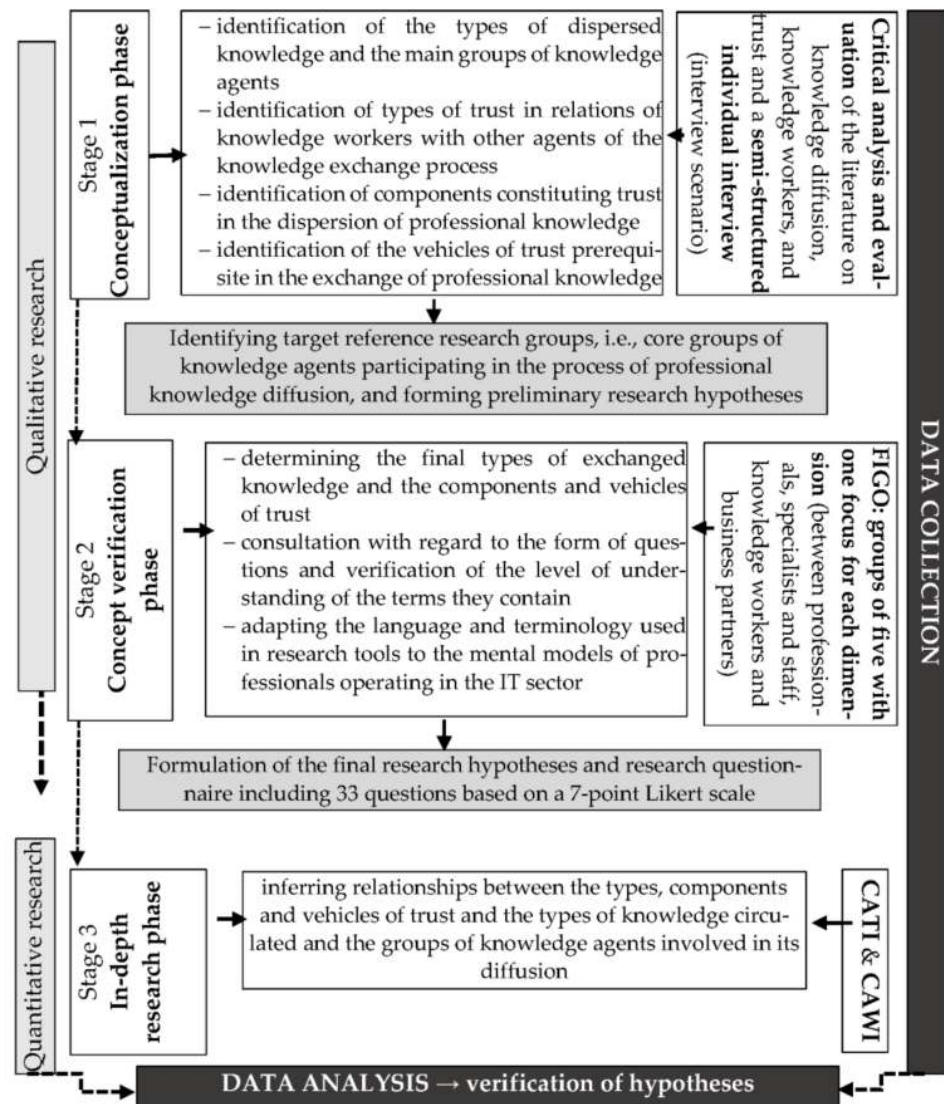 Qualitative research
Stage 1
Conceptualization phase
– identification of the types of dispersed
knowledge and the main groups of knowledge
agents
– identification of types of trust in relations of
knowledge workers with other agents of the
knowledge exchange process
– identification of components constituting trust
in the dispersion of professional knowledge
– identification of the vehicles of trust prerequi-
site in the exchange of professional knowledge
Critical analysis and eval-
uation of the literature on
knowledge diffusion,
knowledge workers, and
trust and a semi-structured
individual interview
(interview scenario)
Identifying target reference research groups, i.e., core groups of
knowledge agents participating in the process of professional
knowledge diffusion, and forming preliminary research hypotheses
Stage 2
Concept verification
phase
– determining the final types of exchanged
knowledge and the components and vehicles
of trust
– consultation with regard to the form of ques-
tions and verification of the level of under-
standing of the terms they contain
– adapting the language and terminology used
in research tools to the mental models of pro-
fessionals operating in the IT sector
FIGO: groups of five with
one focus for each dimen-
sion (between profession-
als, specialists and staff,
knowledge workers and
business partners)
Formulation of the final research hypotheses and research question-
naire including 33 questions based on a 7-point Likert scale
Quantitative research
Stage 3
In-depth
research phase
inferring relationships between the types, components
and vehicles of trust and the types of knowledge circu-
lated and the groups of knowledge agents involved in its
diffusion
CATI & CAWI
DATA COLLECTION
DATA ANALYSIS → verification of hypotheses